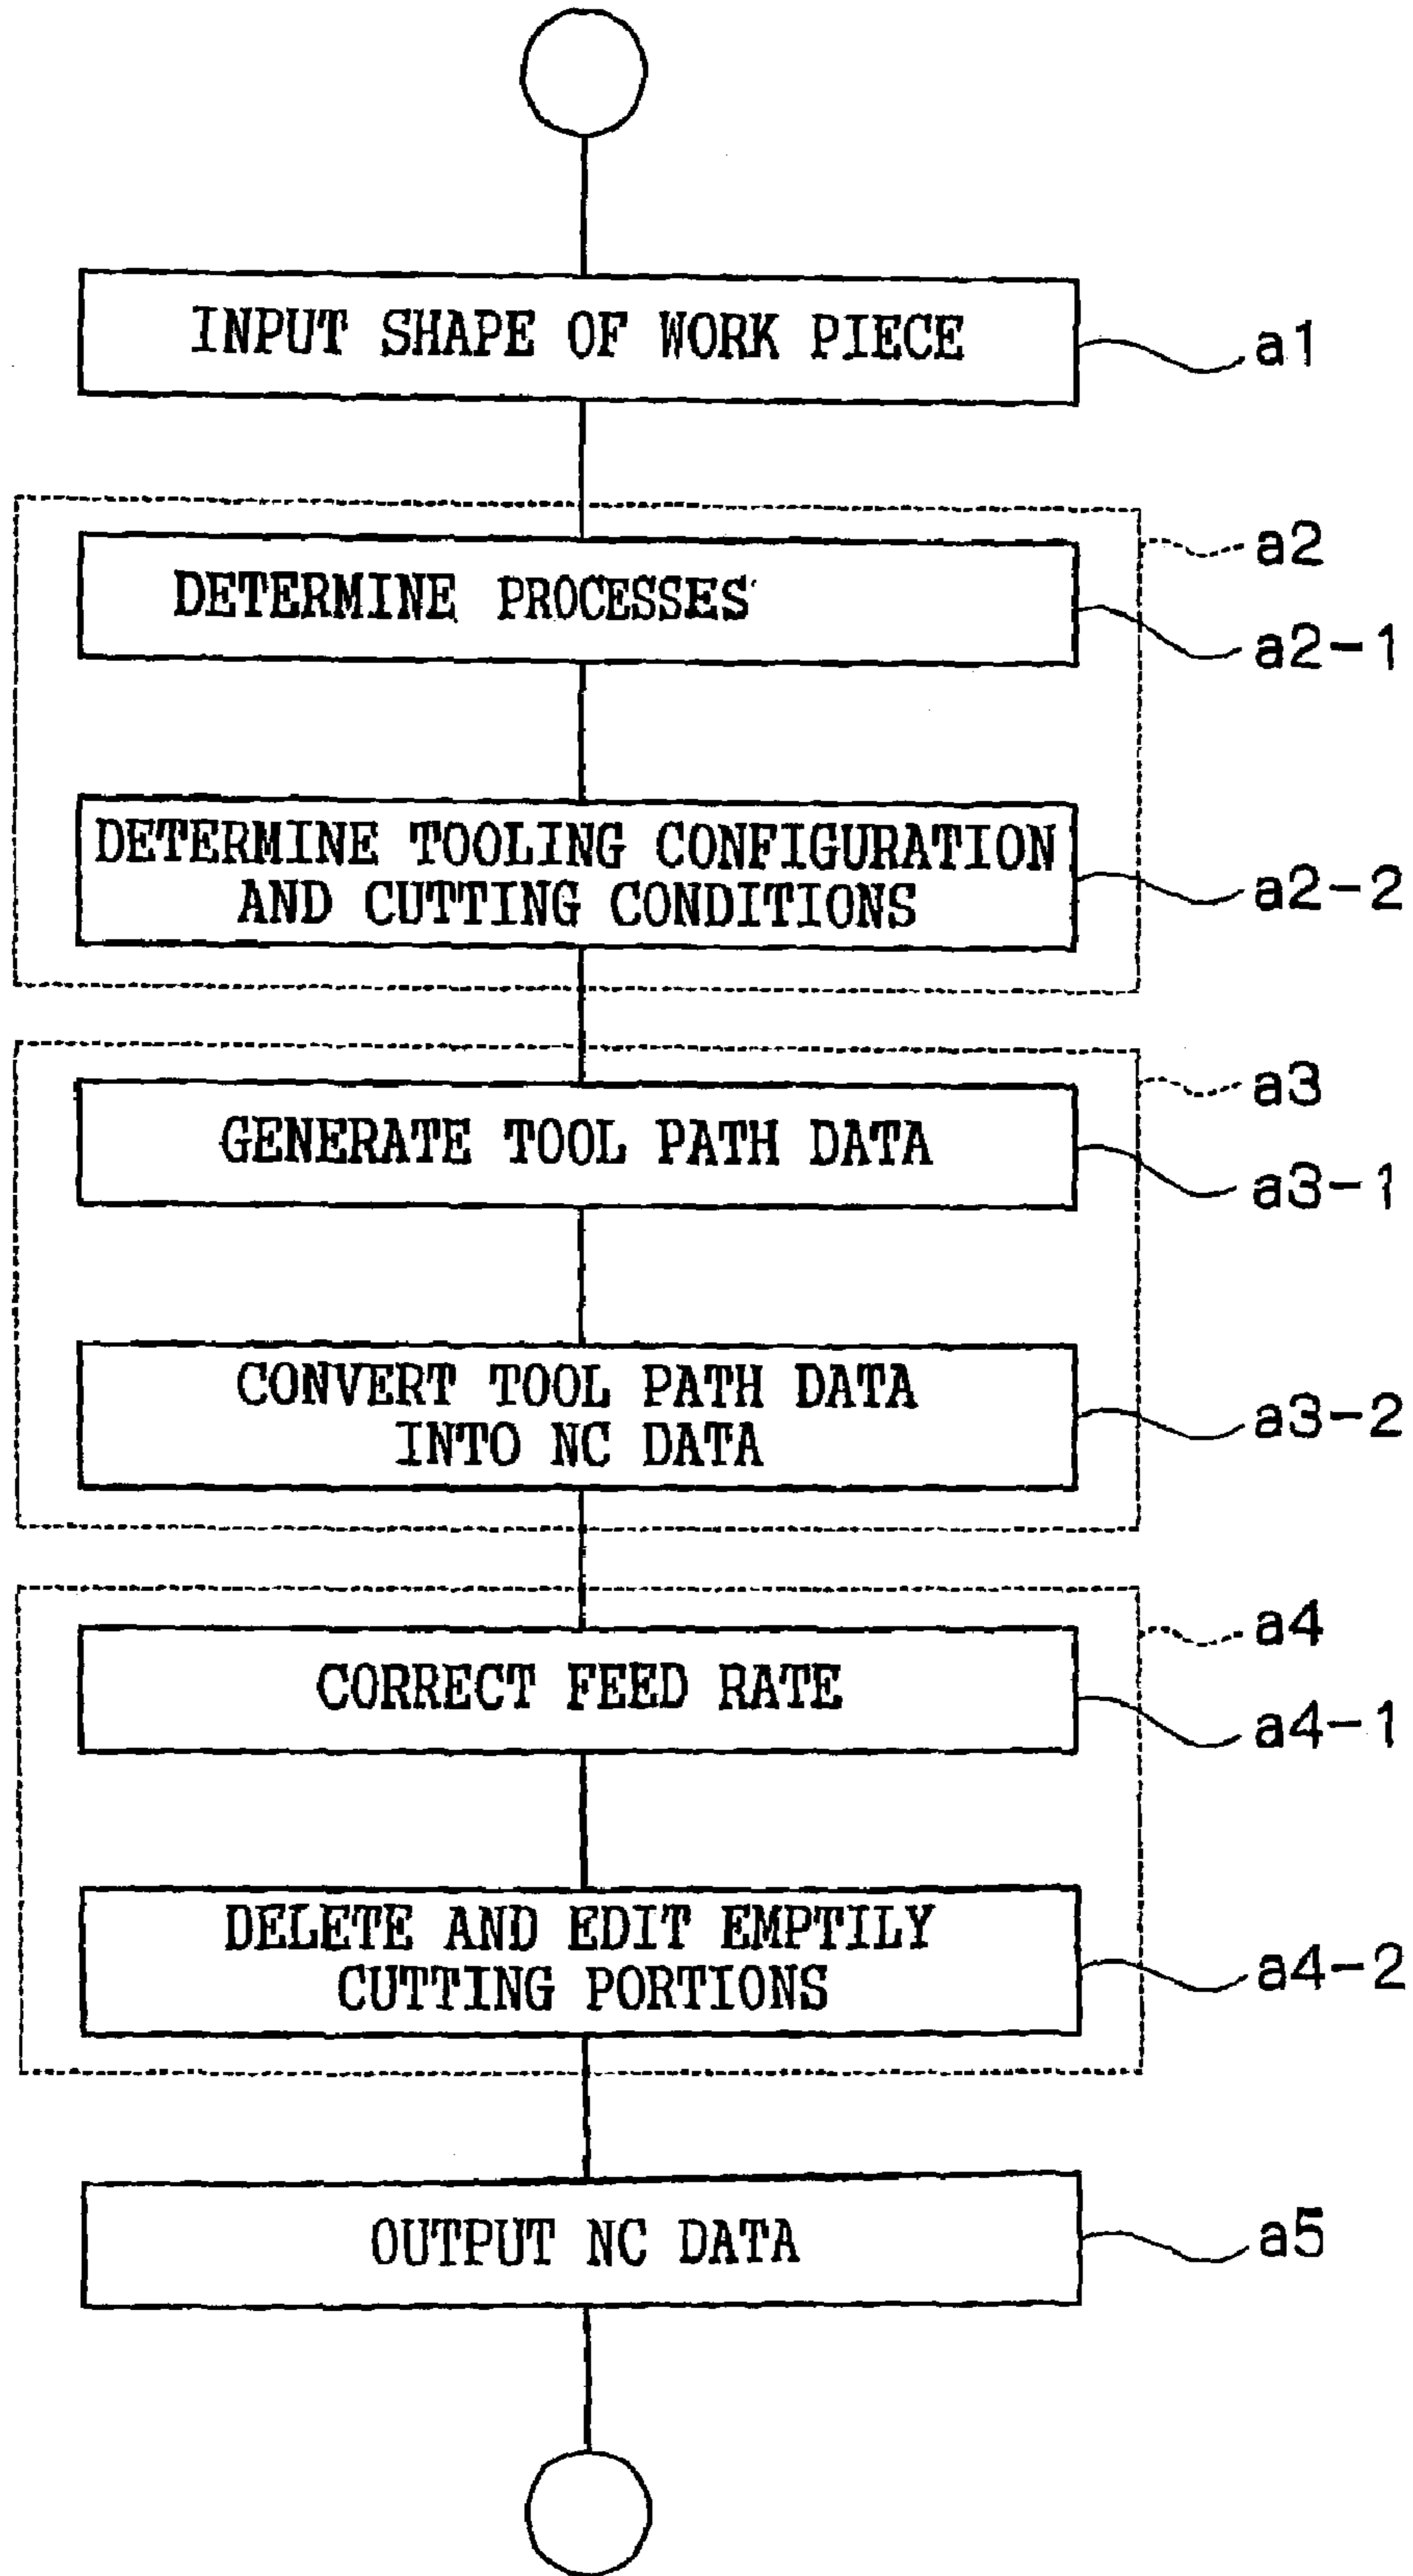 INPUT SHAPE OF WORK PIECE
a1
a2
DETERMINE PROCESSES
a2-1
DETERMINE TOOLING CONFIGURATION
AND CUTTING CONDITIONS
a2-2
a3
GENERATE TOOL PATH DATA
a3-1
CONVERT TOOL PATH DATA
INTO NC DATA
a3-2
a4
CORRECT FEED RATE
a4-1
DELETE AND EDIT EMPTILY
CUTTING PORTIONS
a4-2
OUTPUT NC DATA
a5